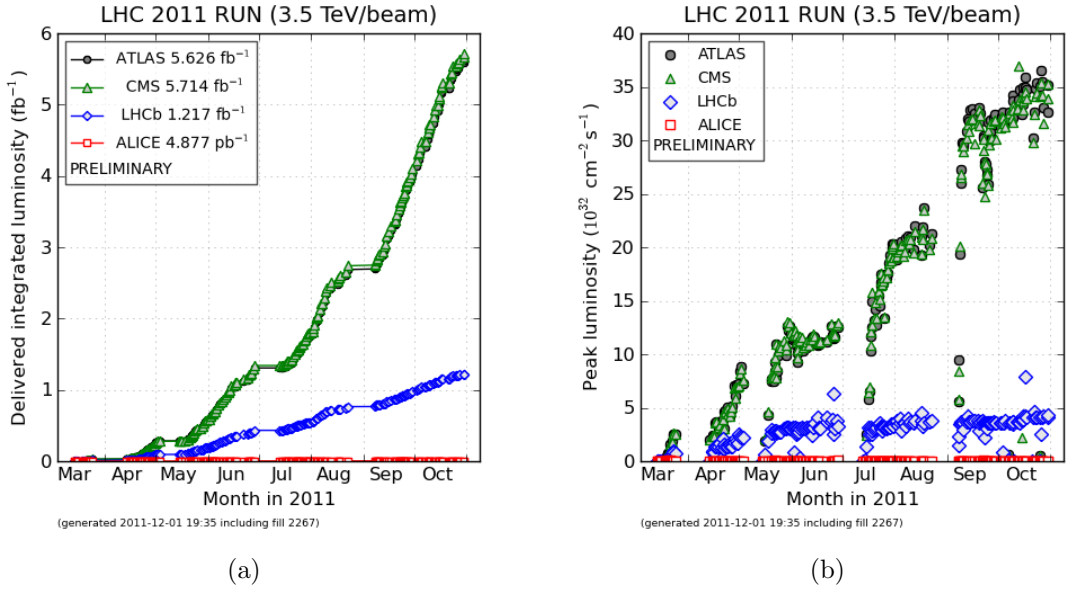 LHC 2011 RUN (3.5 TeV/beam)
6
5
4
3
2
1
0
Delivered integrated luminosity (fb⁻¹)
ATLAS 5.626 fb⁻¹
CMS 5.714 fb⁻¹
LHCb 1.217 fb⁻¹
ALICE 4.877 pb⁻¹
PRELIMINARY
Mar Apr May Jun Jul Aug Sep Oct
Month in 2011
(generated 2011-12-01 19:35 including fill 2267)
(a)
LHC 2011 RUN (3.5 TeV/beam)
40
35
30
25
20
15
10
5
0
Peak luminosity (10³² cm⁻² s⁻¹)
ATLAS
CMS
LHCb
ALICE
PRELIMINARY
Mar Apr May Jun Jul Aug Sep Oct
Month in 2011
(generated 2011-12-01 19:35 including fill 2267)
(b)